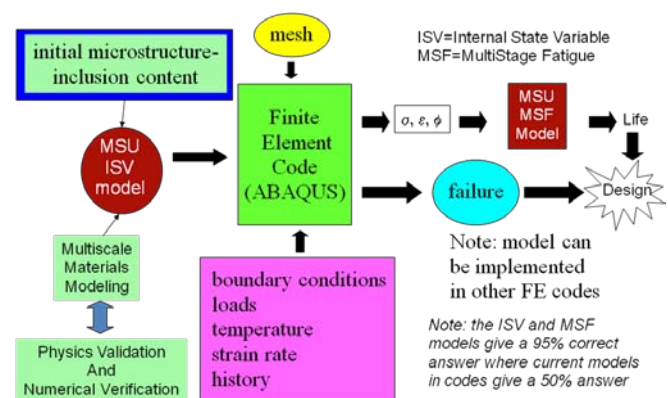 initial microstructure-
inclusion content
mesh
ISV=Internal State Variable
MSF=MultiStage Fatigue
MSU
ISV
model
Finite
Element
Code
(ABAQUS)
σ, ε, ϕ
MSU
MSF
Model
Life
failure
Design
Multiscale
Materials
Modeling
Physics Validation
And
Numerical Verification
boundary conditions
loads
temperature
strain rate
history
Note: model can
be implemented
in other FE codes
Note: the ISV and MSF
models give a 95% correct
answer where current models
in codes give a 50% answer